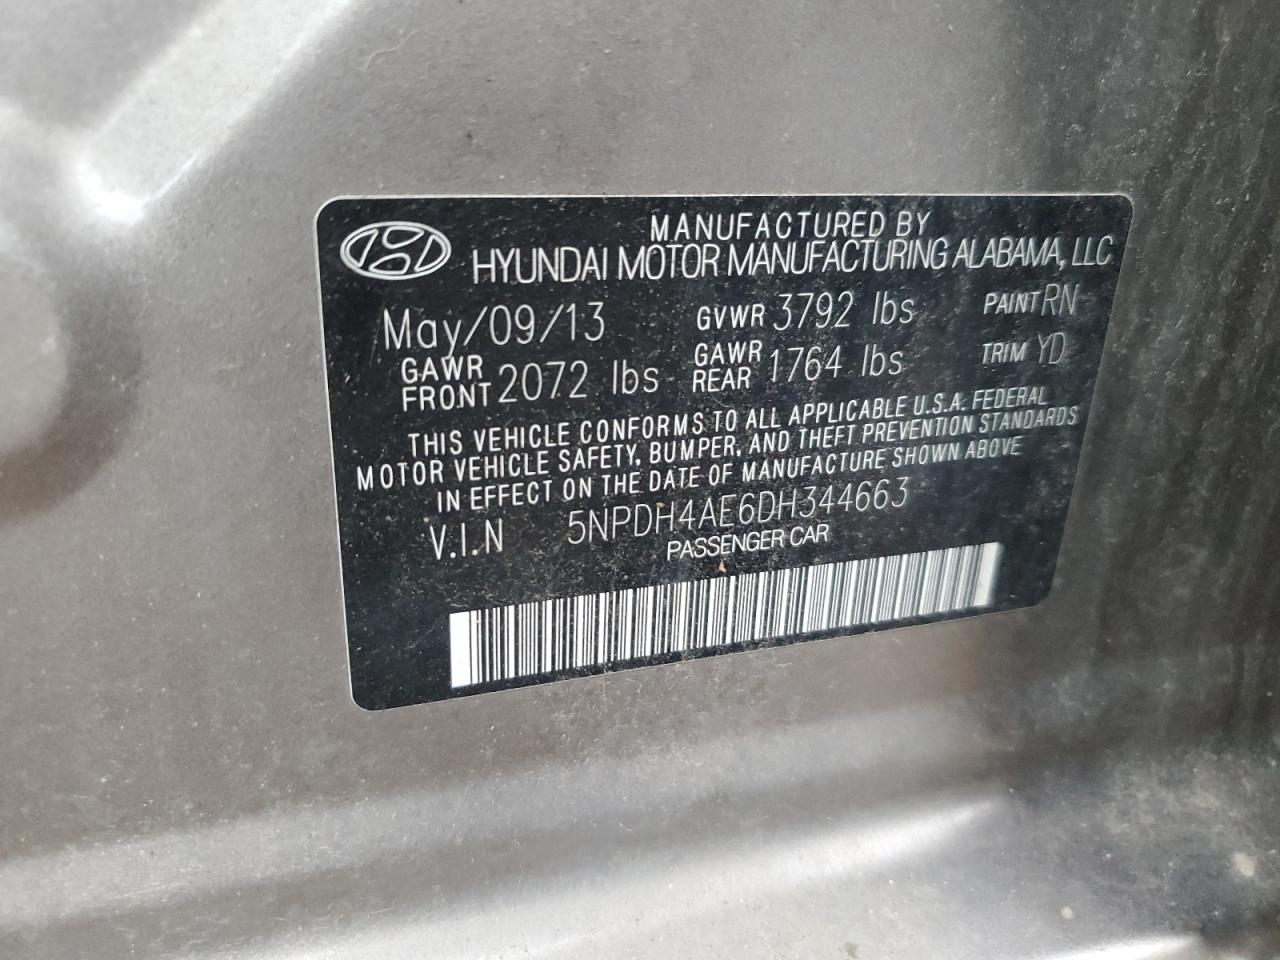 MANUFACTURED BY
HYUNDAI MOTOR MANUFACTURING ALABAMA, LLC
May/09/13 GVWR 3792 lbs PAINT RN
GAWR FRONT 2072 lbs GAWR REAR 1764 lbs TRIM YD
THIS VEHICLE CONFORMS TO ALL APPLICABLE U.S.A. FEDERAL
MOTOR VEHICLE SAFETY, BUMPER, AND THEFT PREVENTION STANDARDS
IN EFFECT ON THE DATE OF MANUFACTURE SHOWN ABOVE
V.I.N 5NPDH4AE6DH344663
PASSENGER CAR